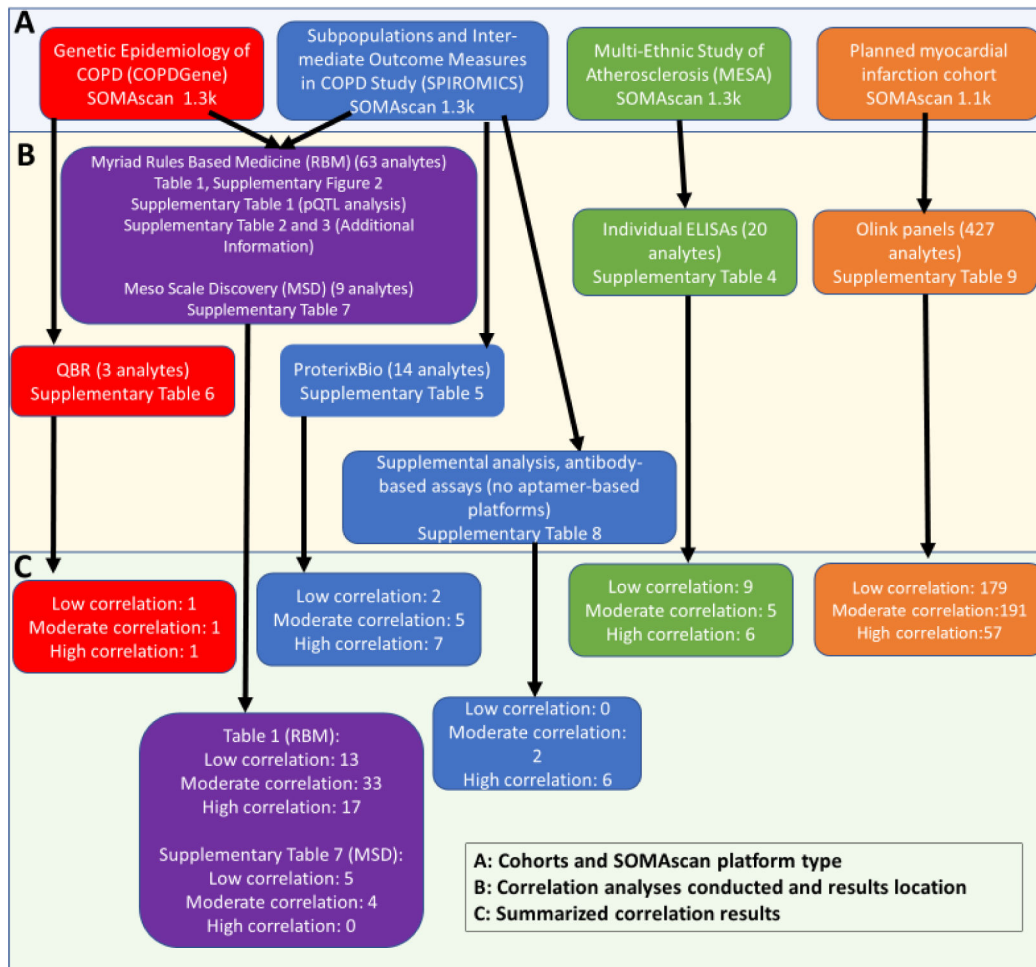 A
Genetic Epidemiology of
COPD (COPDGene)
SOMAscan 1.3k
Subpopulations and Inter-
mediate Outcome Measures
in COPD Study (SPIROMICS)
SOMAscan 1.3k
Multi-Ethnic Study of
Atherosclerosis (MESA)
SOMAscan 1.3k
Planned myocardial
infarction cohort
SOMAscan 1.1k
B
Myriad Rules Based Medicine (RBM) (63 analytes)
Table 1, Supplementary Figure 2
Supplementary Table 1 (pQTL analysis)
Supplementary Table 2 and 3 (Additional
Information)
Meso Scale Discovery (MSD) (9 analytes)
Supplementary Table 7
Individual ELISAs (20
analytes)
Supplementary Table 4
Olink panels (427
analytes)
Supplementary Table 9
QBR (3 analytes)
Supplementary Table 6
ProterixBio (14 analytes)
Supplementary Table 5
Supplemental analysis, antibody-
based assays (no aptamer-based
platforms)
Supplementary Table 8
C
Low correlation: 1
Moderate correlation: 1
High correlation: 1
Low correlation: 2
Moderate correlation: 5
High correlation: 7
Low correlation: 9
Moderate correlation: 5
High correlation: 6
Low correlation: 179
Moderate correlation:191
High correlation:57
Table 1 (RBM):
Low correlation: 13
Moderate correlation: 33
High correlation: 17
Supplementary Table 7 (MSD):
Low correlation: 5
Moderate correlation: 4
High correlation: 0
Low correlation: 0
Moderate correlation:
2
High correlation: 6
A: Cohorts and SOMAscan platform type
B: Correlation analyses conducted and results location
C: Summarized correlation results